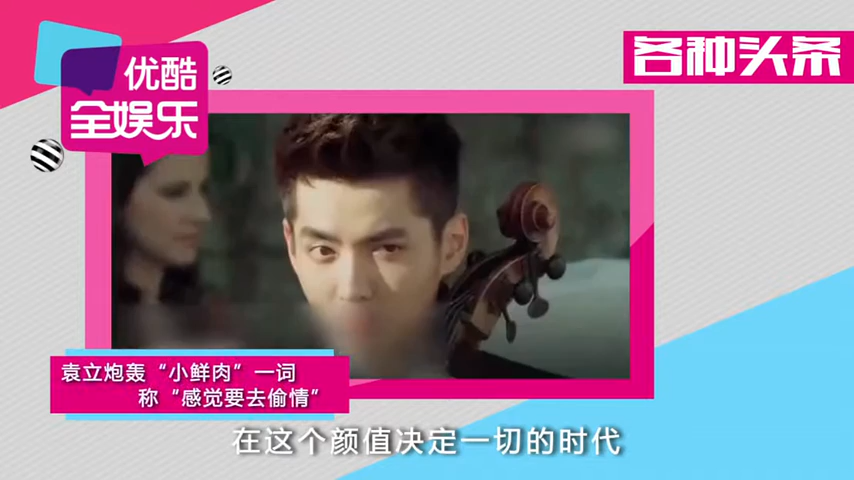 优酷
全娱乐
各种头条
袁立炮轰“小鲜肉”一词
称“感觉要去偷情”
在这个颜值决定一切的时代